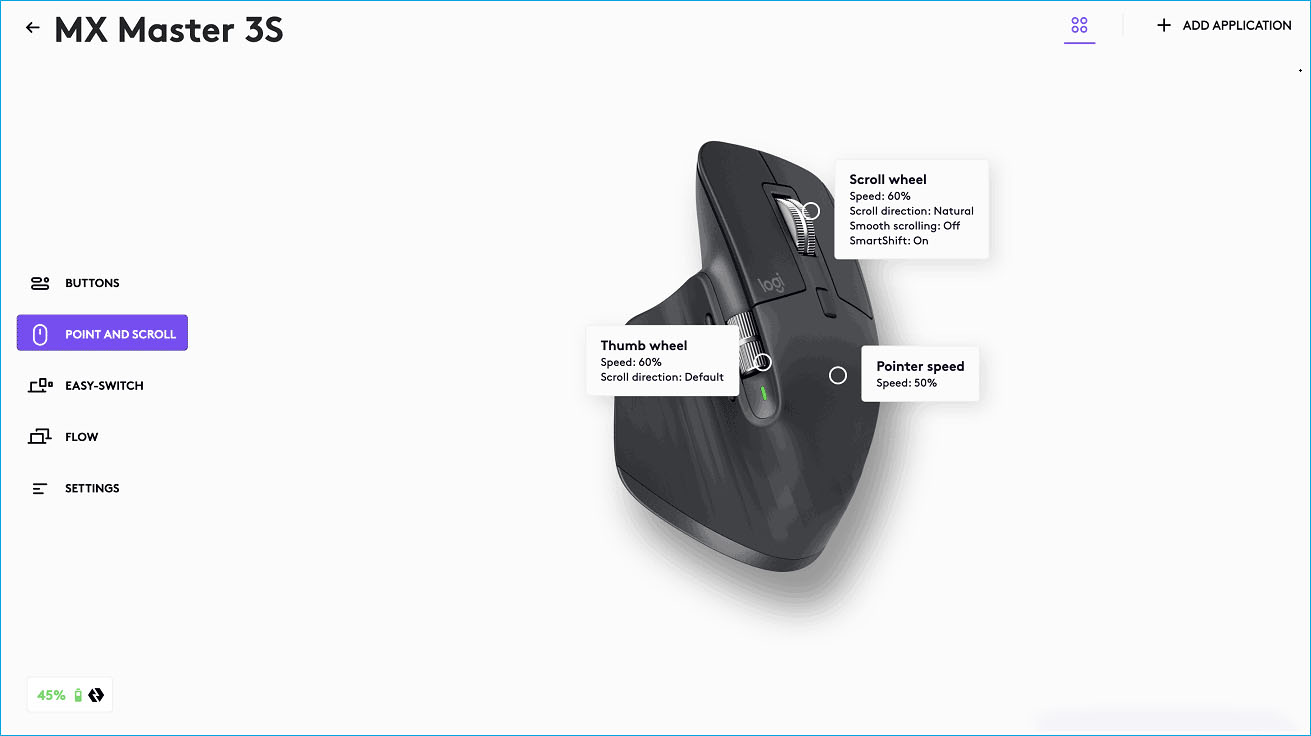 MX Master 3S
ADD APPLICATION
Scroll wheel
Speed: 60%
Scroll direction: Natural
Smooth scrolling: Off
SmartShift: On
logi
BUTTONS
POINT AND SCROLL
Thumb wheel
Speed: 60%
Scroll direction: Default
Pointer speed
Speed: 50%
EASY-SWITCH
FLOW
SETTINGS
45%